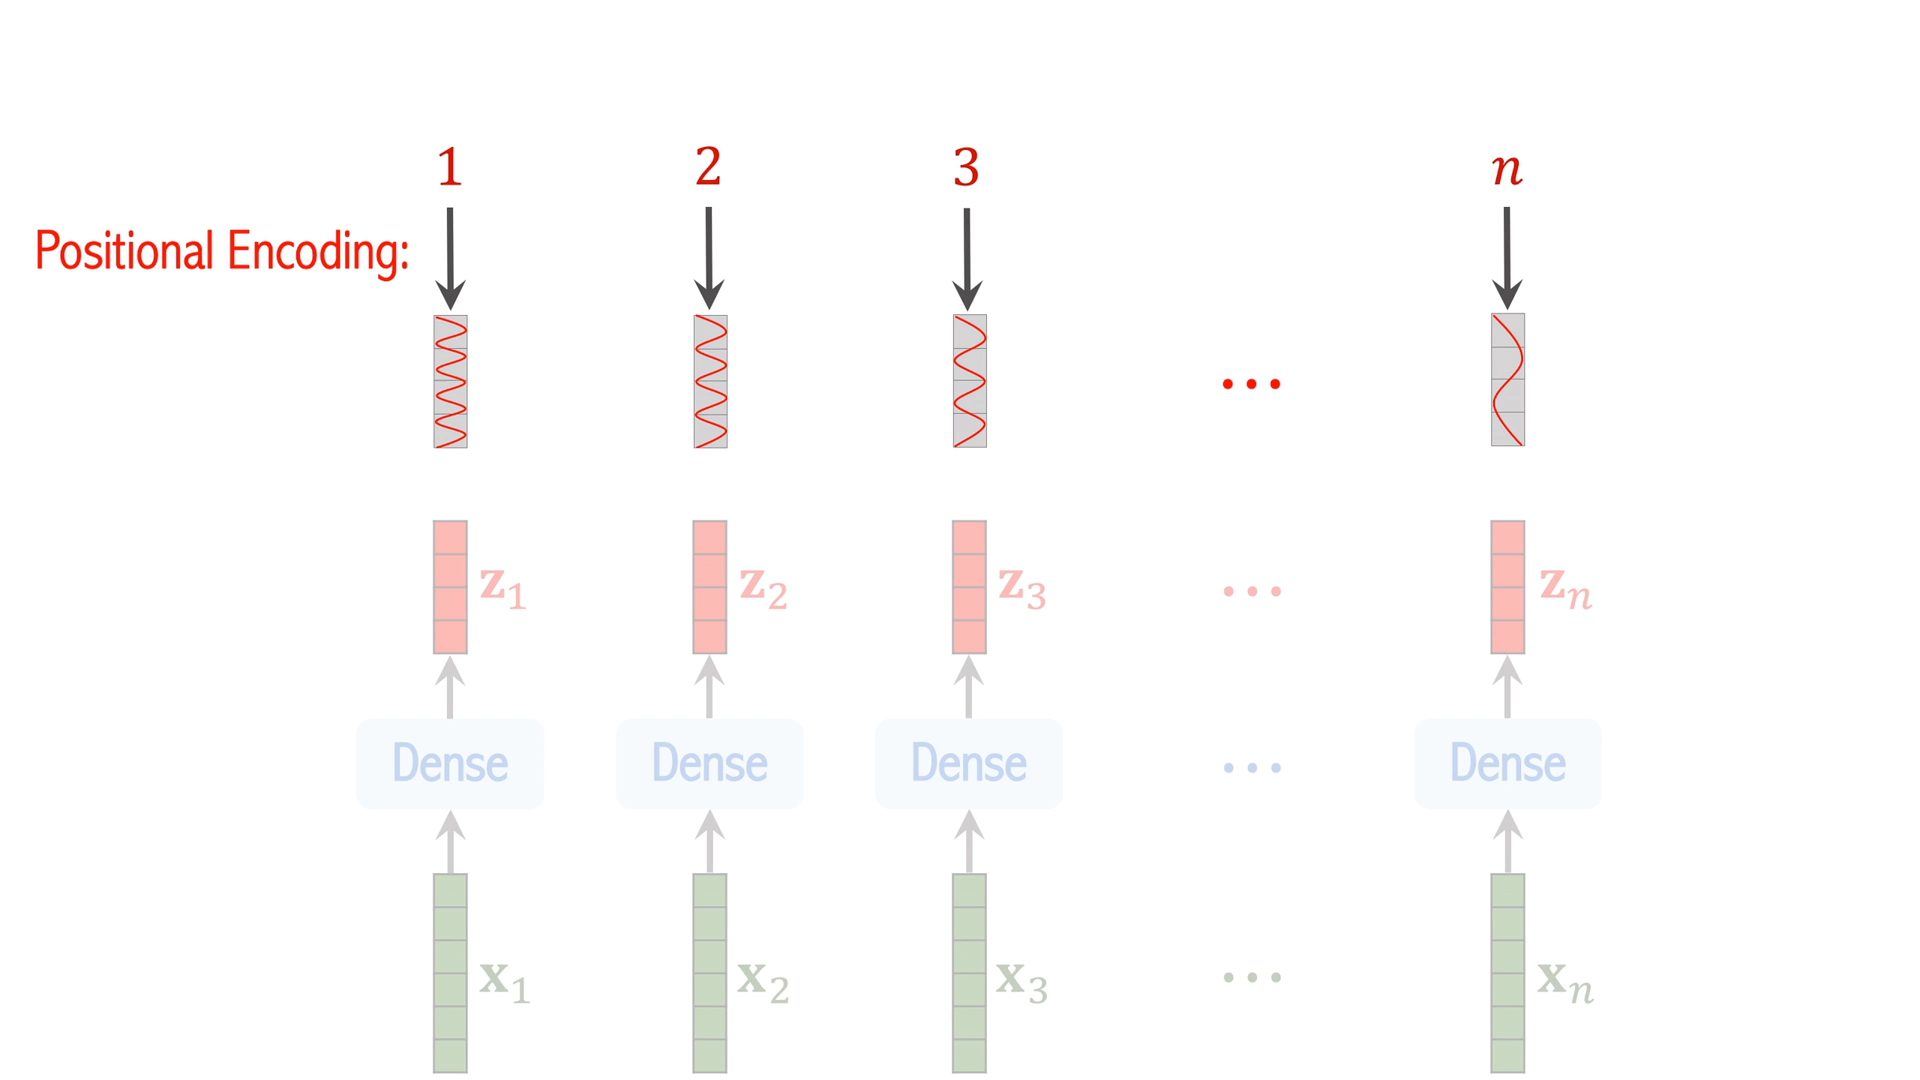 1 2 3 n
Positional Encoding:
...
z1 z2 z3 ... zn
Dense Dense Dense ... Dense
x1 x2 x3 ... xn